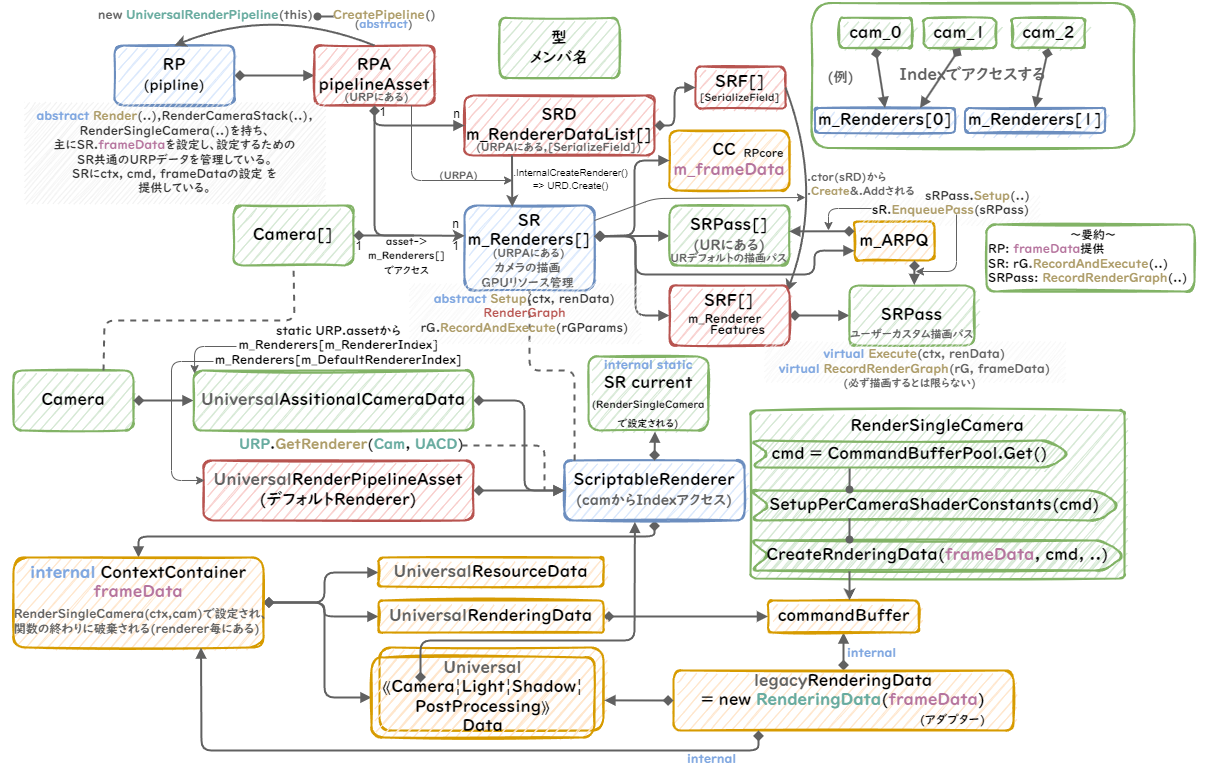 new UniversalRenderPipeline(this) CreatePipeline()
(abstract)
RP
(pipline)
RPA
pipelineAsset
(URPにある)
abstract Render(..),RenderCameraStack(..),
RenderSingleCamera(..)を持ち、
主にSR.frameDataを設定し、設定するための
SR共通のURPデータを管理している。
SRにctx, cmd, frameDataの設定 を
提供している。
型
メンバ名
SRD
m_RendererDataList[]
(URPAにある,[SerializeField])
SRF[]
[SerializeField]
CC RPcore
m_frameData
cam_0
cam_1
cam_2
(例)
Indexでアクセスする
m_Renderers[0]
m_Renderers[1]
1
n
1
(URPA)
.InternalCreateRenderer()
=> URD.Create()
.ctor(sRD)から
.Create&.Addされる
sRPass.Setup(..)
sR.EnqueuePass(sRPass)
Camera[]
1
asset->
m_Renderers[]
でアクセス
n
1
SR
m_Renderers[]
(URPAにある)
カメラの描画
GPUリソース管理
abstract Setup(ctx, renData)
RenderGraph
rG.RecordAndExecute(rGParams)
SRPass[]
(URにある)
URデフォルトの描画パス
m_ARPQ
SRF[]
m_Renderer
Features
SRPass
ユーザーカスタム描画パス
virtual Execute(ctx, renData)
virtual RecordRenderGraph(rG, frameData)
(必ず描画するとは限らない)
～要約～
RP: frameData提供
SR: rG.RecordAndExecute(..)
SRPass: RecordRenderGraph(..)
static URP.assetから
m_Renderers[m_RendererIndex]
m_Renderers[m_DefaultRendererIndex]
Camera
UniversalAssitionalCameraData
URP.GetRenderer(Cam, UACD)
UniversalRenderPipelineAsset
(デフォルトRenderer)
internal static
SR current
(RenderSingleCamera
で設定される)
ScriptableRenderer
(camからIndexアクセス)
RenderSingleCamera
cmd = CommandBufferPool.Get()
SetupPerCameraShaderConstants(cmd)
CreateRnderingData(frameData, cmd, ..)
internal ContextContainer
frameData
RenderSingleCamera(ctx,cam)で設定され、
関数の終わりに破棄される(renderer毎にある)
UniversalResourceData
UniversalRenderingData
commandBuffer
internal
Universal
《Camera¦Light¦Shadow¦
PostProcessing》
Data
legacyRenderingData
= new RenderingData(frameData)
(アダプター)
internal